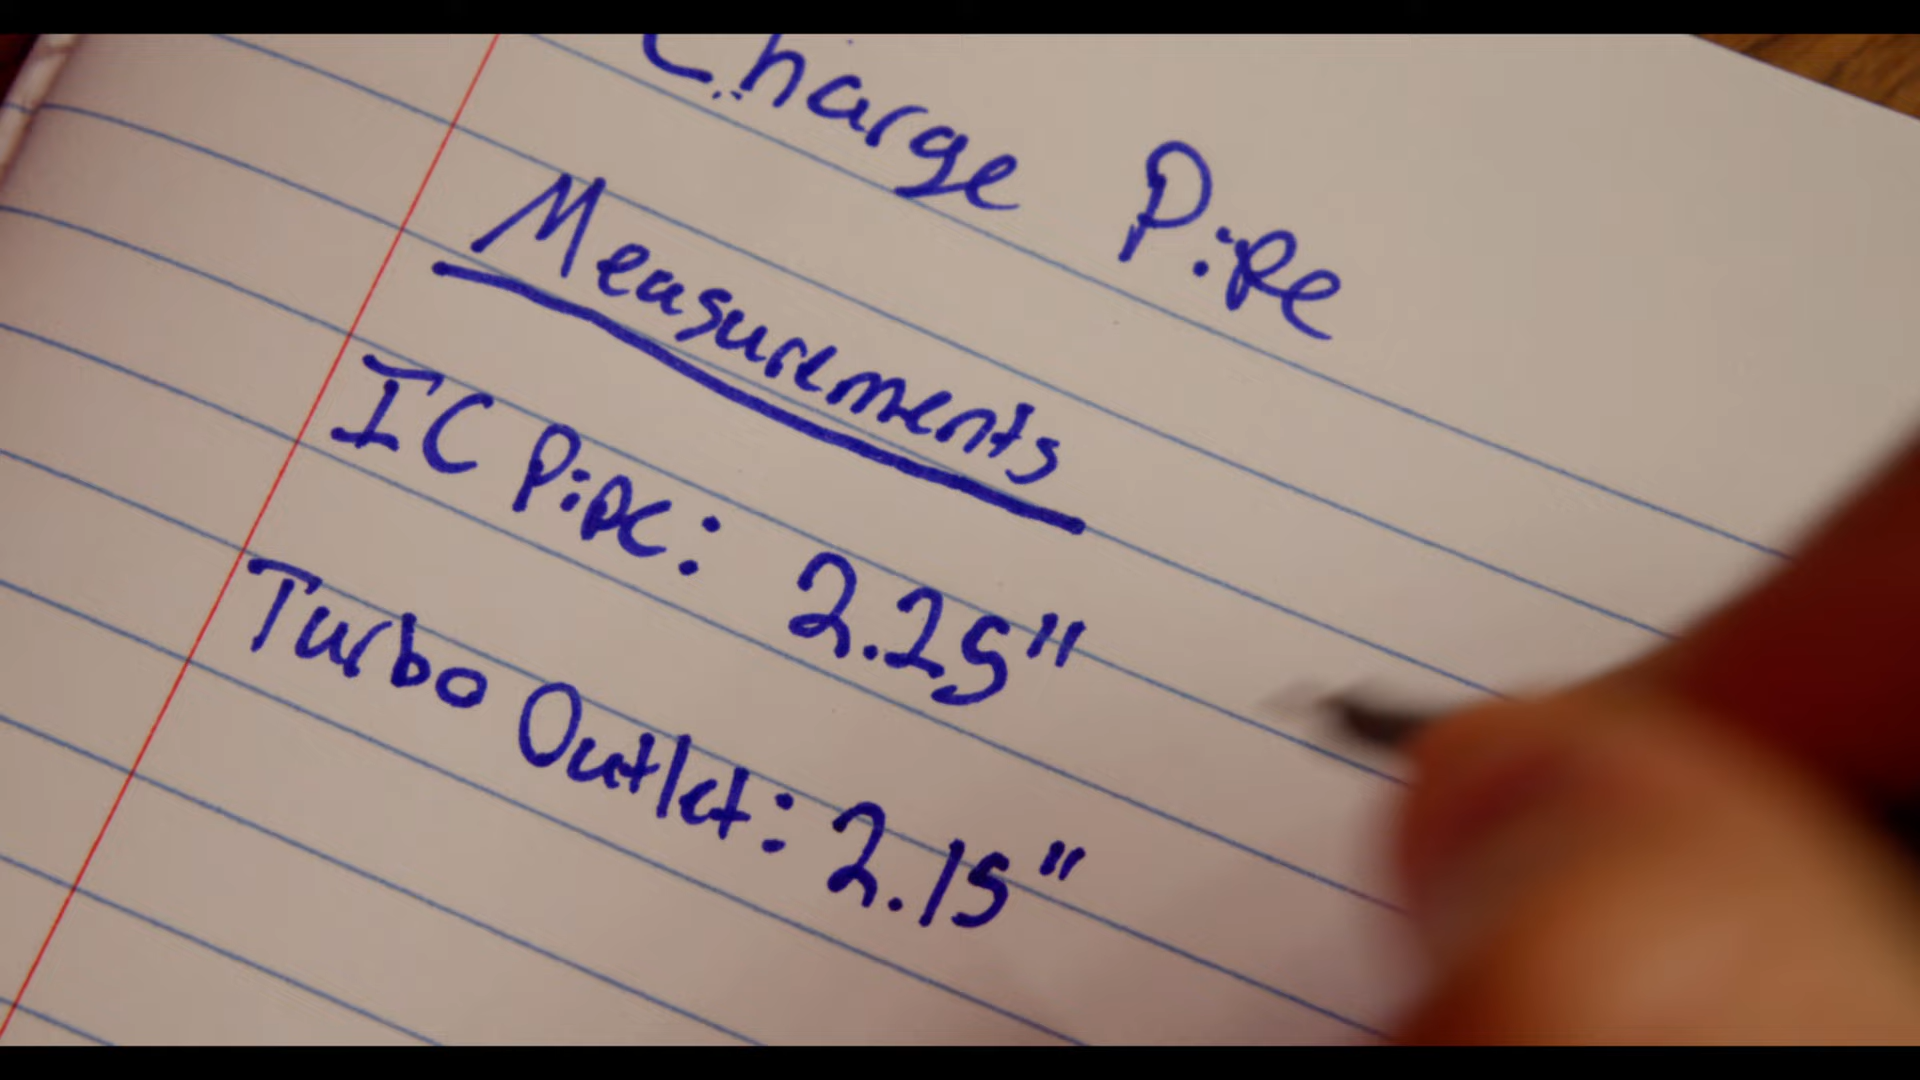 Charge Pipe
Measurements
IC Pipe: 2.25"
Turbo Outlet: 2.15"